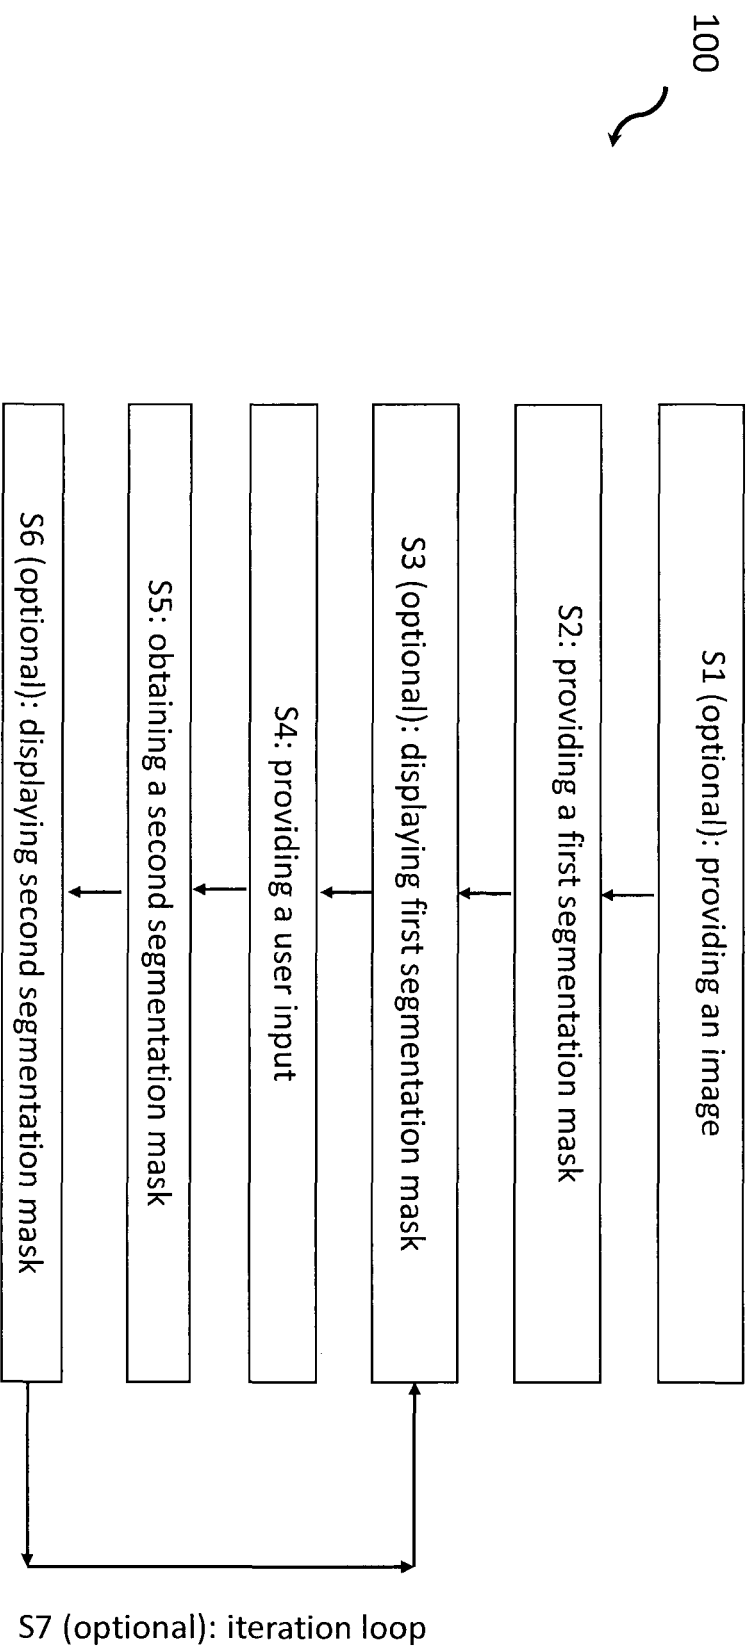 100
S1 (optional): providing an image
S2: providing a first segmentation mask
S3 (optional): displaying first segmentation mask
S4: providing a user input
S5: obtaining a second segmentation mask
S6 (optional): displaying second segmentation mask
S7 (optional): iteration loop